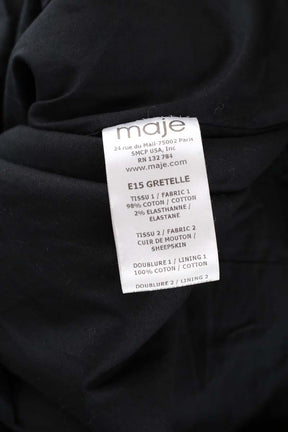 maje
24 rue du Mail-75002 Paris
SMCP USA, Inc
RN 132 784
www.maje.com
E15 GRETELLE
TISSU 1 / FABRIC 1
98% COTON / COTTON
2% ELASTHANNE /
ELASTANE
TISSU 2 / FABRIC 2
CUIR DE MOUTON /
SHEEPSKIN
DOUBLURE 1 / LINING 1
100% COTON / COTTON
DOUBLURE 2 / LINING 2